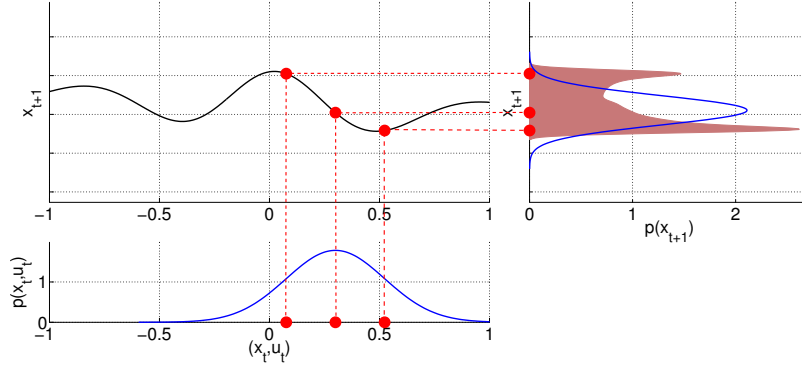 x_{t+1}
−1 −0.5 0 0.5 1
x_{t+1}
0 1 2
p(x_{t+1})
p(x_t,u_t)
1
0
−1 −0.5 0 0.5 1
(x_t,u_t)